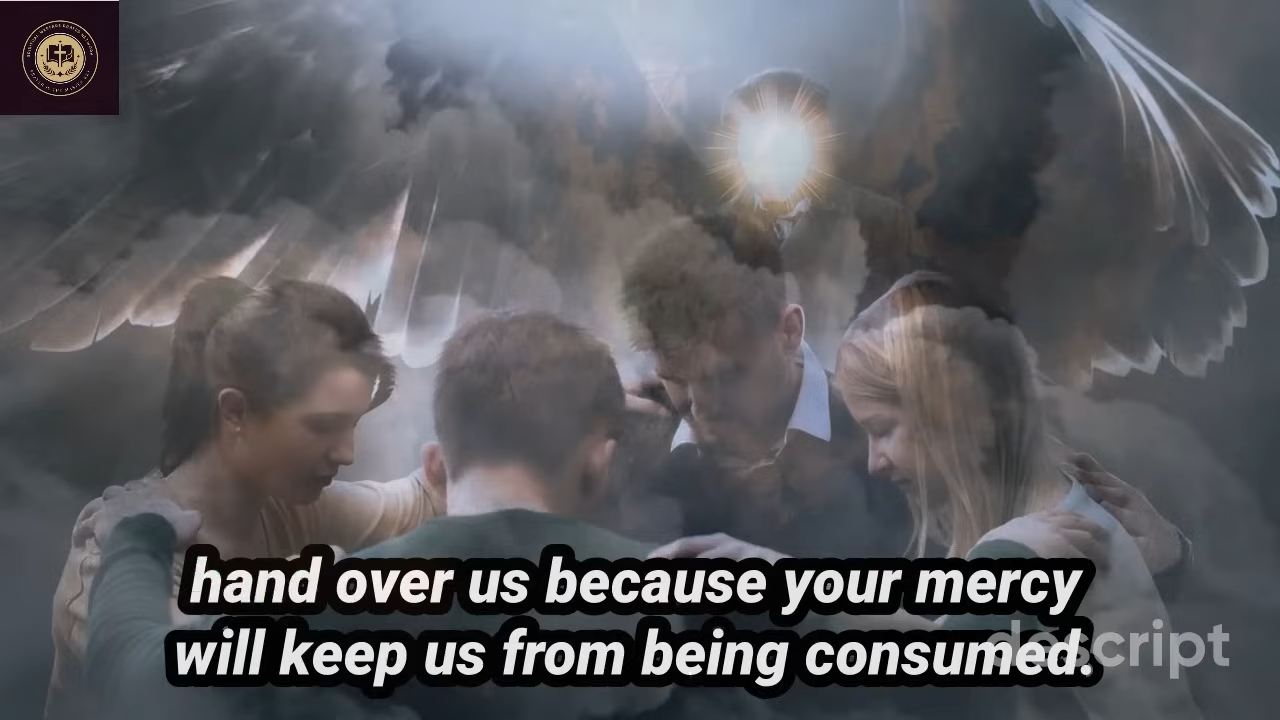 hand over us because your mercy
will keep us from being consumed.
descript